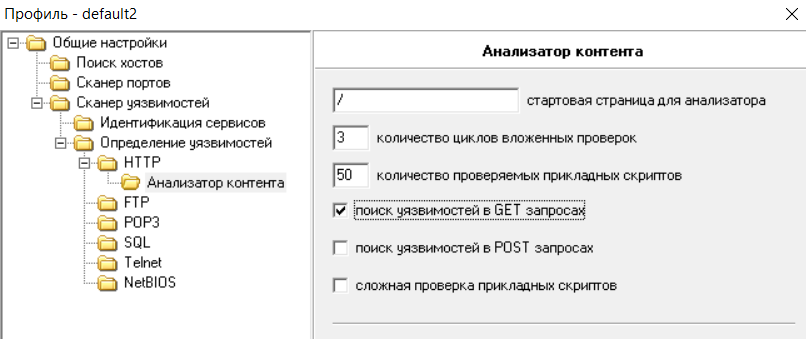 Профиль - default2
Общие настройки
Поиск хостов
Сканер портов
Сканер уязвимостей
Идентификация сервисов
Определение уязвимостей
HTTP
Анализатор контента
FTP
POP3
SQL
Telnet
NetBIOS
Анализатор контента
/ стартовая страница для анализатора
3 количество циклов вложенных проверок
50 количество проверяемых прикладных скриптов
поиск уязвимостей в GET запросах
поиск уязвимостей в POST запросах
сложная проверка прикладных скриптов